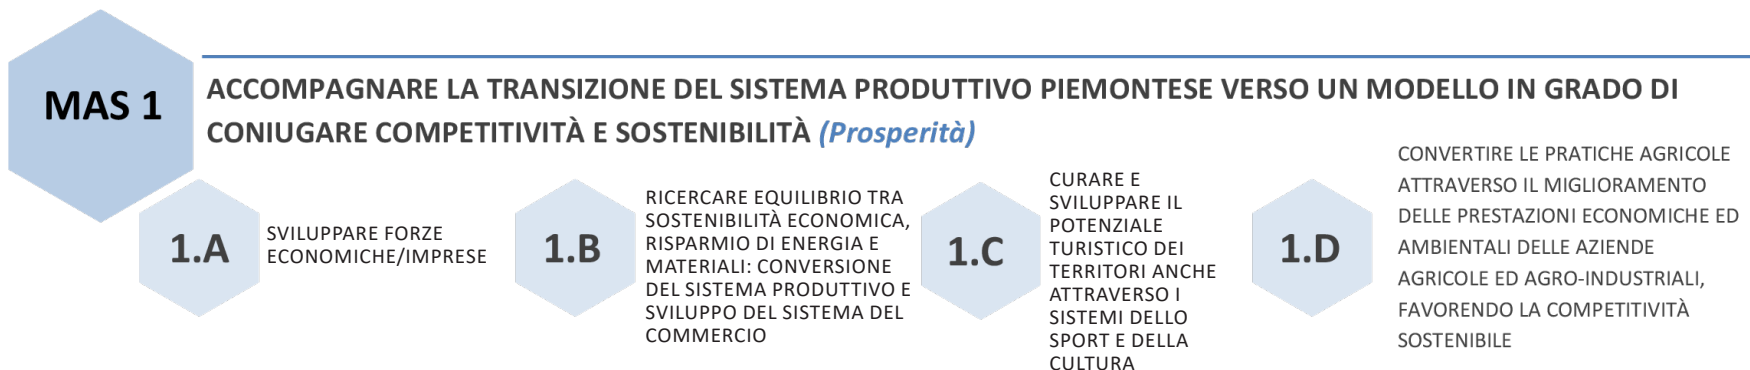 MAS 1
ACCOMPAGNARE LA TRANSIZIONE DEL SISTEMA PRODUTTIVO PIEMONTESE VERSO UN MODELLO IN GRADO DI
CONIUGARE COMPETITIVITÀ E SOSTENIBILITÀ (Prosperità)
1.A
SVILUPPARE FORZE
ECONOMICHE/IMPRESE
1.B
RICERCARE EQUILIBRIO TRA
SOSTENIBILITÀ ECONOMICA,
RISPARMIO DI ENERGIA E
MATERIALI: CONVERSIONE
DEL SISTEMA PRODUTTIVO E
SVILUPPO DEL SISTEMA DEL
COMMERCIO
1.C
CURARE E
SVILUPPARE IL
POTENZIALE
TURISTICO DEI
TERRITORI ANCHE
ATTRAVERSO I
SISTEMI DELLO
SPORT E DELLA
CULTURA
1.D
CONVERTIRE LE PRATICHE AGRICOLE
ATTRAVERSO IL MIGLIORAMENTO
DELLE PRESTAZIONI ECONOMICHE ED
AMBIENTALI DELLE AZIENDE
AGRICOLE ED AGRO-INDUSTRIALI,
FAVORENDO LA COMPETITIVITÀ
SOSTENIBILE